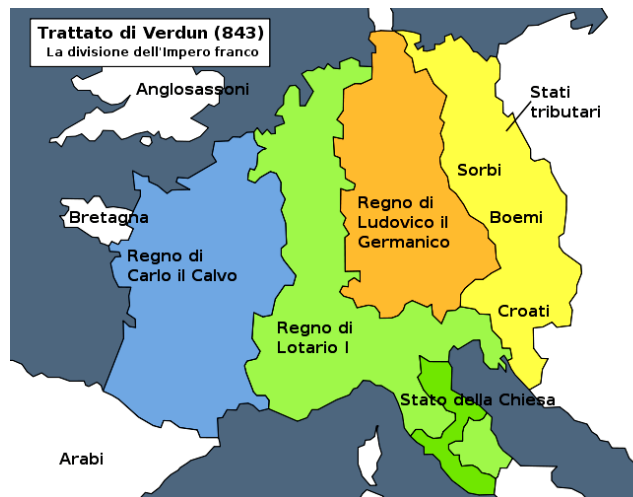 Trattato di Verdun (843)
La divisione dell'Impero franco
Anglosassoni
Stati
tributari
Sorbi
Bretagna
Regno di
Ludovico il
Germanico
Boemi
Regno di
Carlo il Calvo
Croati
Regno di
Lotario I
Stato della Chiesa
Arabi